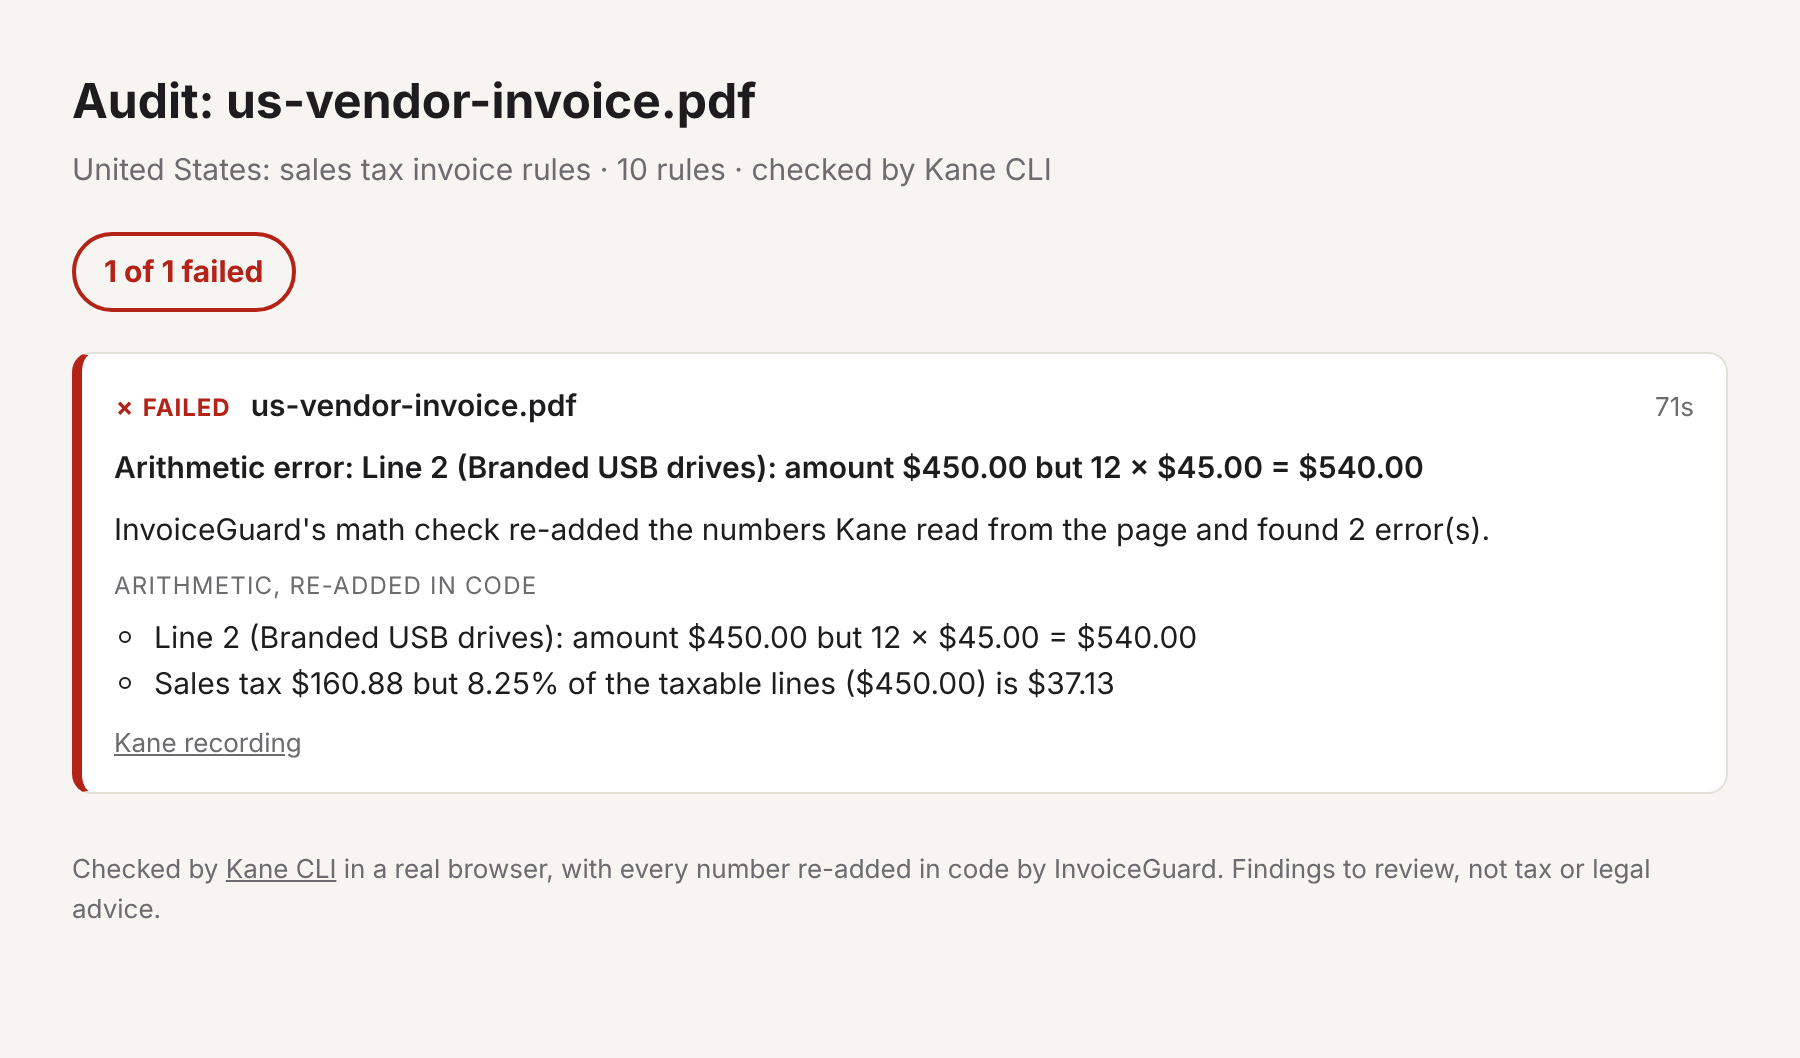 Audit: us-vendor-invoice.pdf
United States: sales tax invoice rules · 10 rules · checked by Kane CLI
1 of 1 failed
× FAILED us-vendor-invoice.pdf 71s
Arithmetic error: Line 2 (Branded USB drives): amount $450.00 but 12 × $45.00 = $540.00
InvoiceGuard's math check re-added the numbers Kane read from the page and found 2 error(s).
ARITHMETIC, RE-ADDED IN CODE
Line 2 (Branded USB drives): amount $450.00 but 12 × $45.00 = $540.00
Sales tax $160.88 but 8.25% of the taxable lines ($450.00) is $37.13
Kane recording
Checked by Kane CLI in a real browser, with every number re-added in code by InvoiceGuard. Findings to review, not tax or legal
advice.